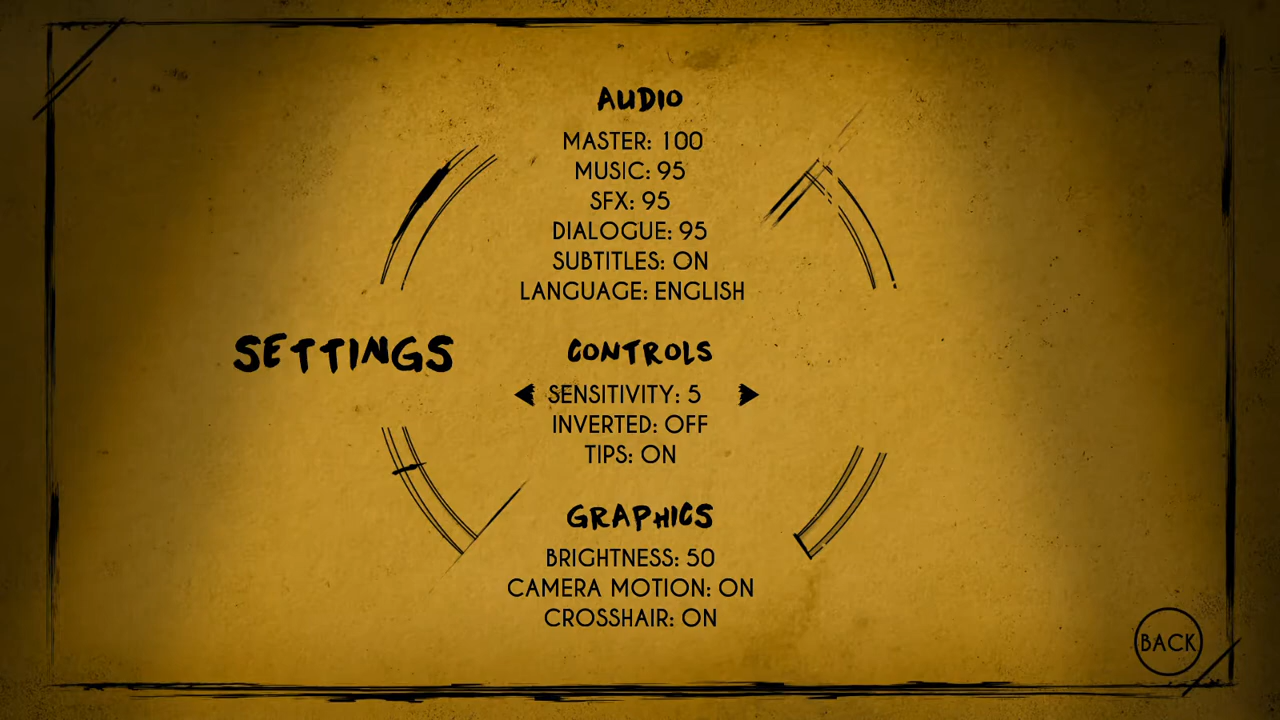 AUDIO
MASTER: 100
MUSIC: 95
SFX: 95
DIALOGUE: 95
SUBTITLES: ON
LANGUAGE: ENGLISH
SETTINGS
CONTROLS
SENSITIVITY: 5
INVERTED: OFF
TIPS: ON
GRAPHICS
BRIGHTNESS: 50
CAMERA MOTION: ON
CROSSHAIR: ON
BACK